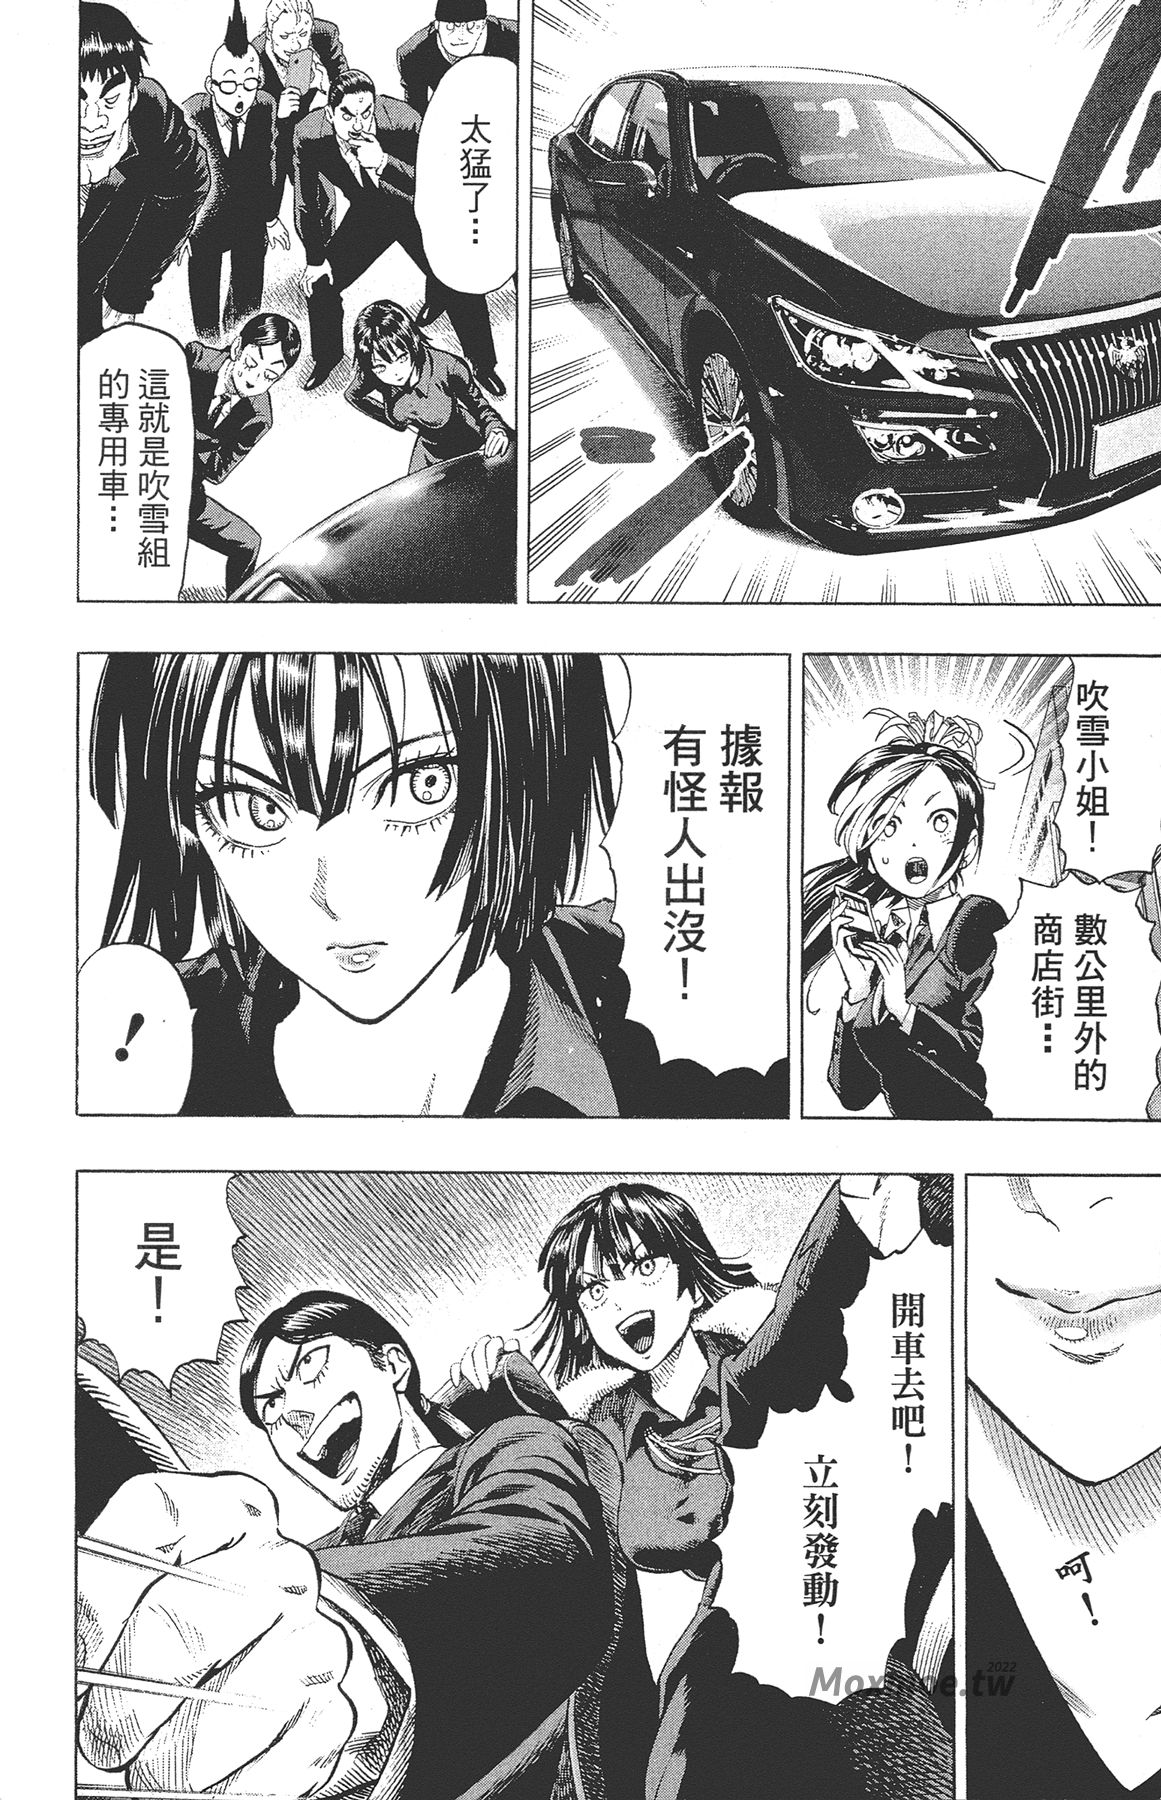 太猛了…
這就是吹雪組
的專用車…
吹雪小姐！
數公里外的
商店街…
據報
有怪人出沒！
！
呵！
開車去吧！
立刻發動！
是！
Moxmoe.tw
2022